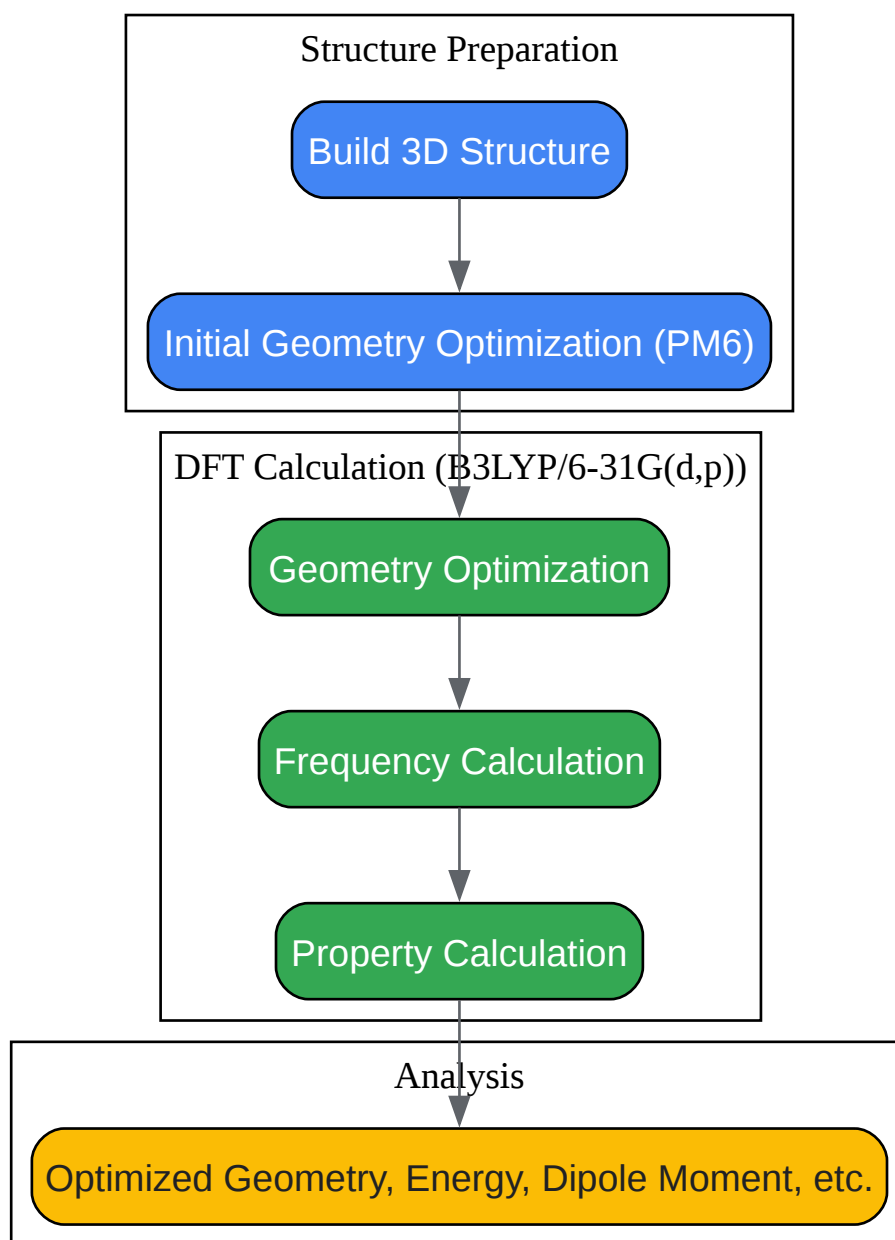 Structure Preparation
Build 3D Structure
Initial Geometry Optimization (PM6)
DFT Calculation (B3LYP/6-31G(d,p))
Geometry Optimization
Frequency Calculation
Property Calculation
Analysis
Optimized Geometry, Energy, Dipole Moment, etc.